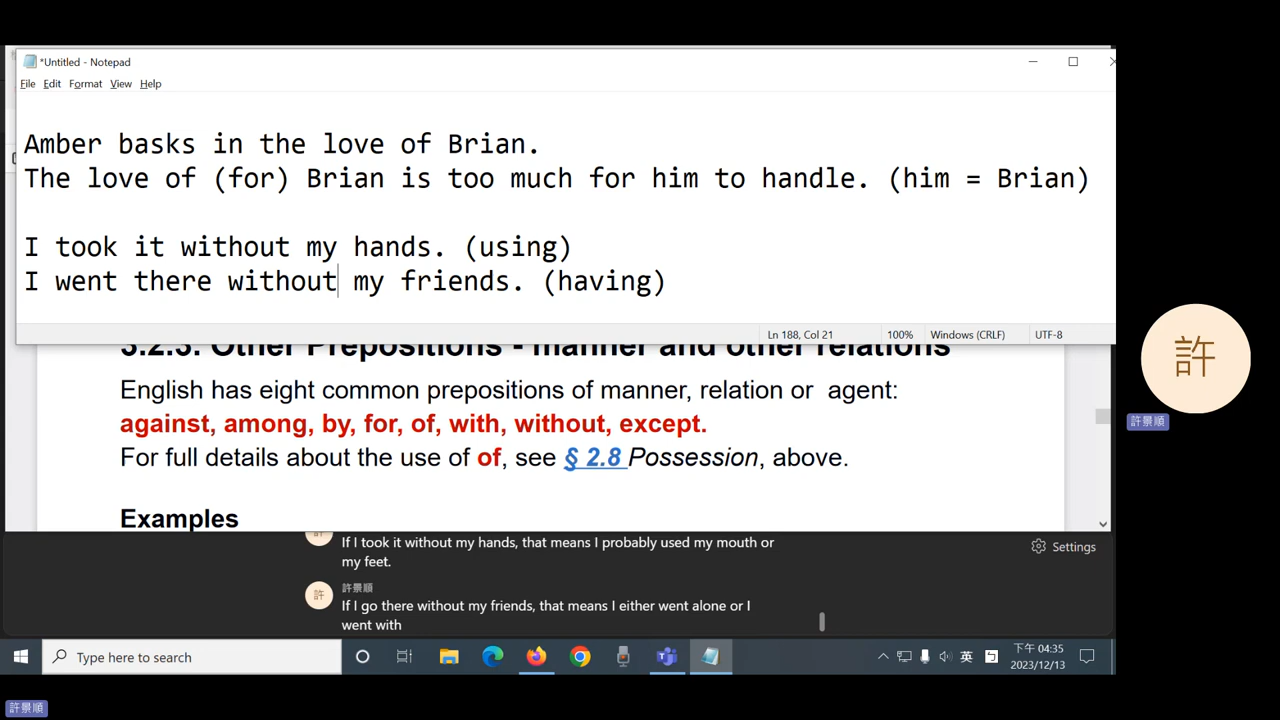 *Untitled - Notepad
File Edit Format View Help
Amber basks in the love of Brian.
The love of (for) Brian is too much for him to handle. (him = Brian)
I took it without my hands. (using)
I went there without my friends. (having)
Ln 188, Col 21 100% Windows (CRLF) UTF-8
3.2.3. Other Prepositions - manner and other relations
English has eight common prepositions of manner, relation or agent:
against, among, by, for, of, with, without, except.
For full details about the use of of, see § 2.8 Possession, above.
Examples
許
許景順
許
If I took it without my hands, that means I probably used my mouth or
my feet.
Settings
許景順
許
If I go there without my friends, that means I either went alone or I
went with
Type here to search
英
下午 04:35
2023/12/13
許景順